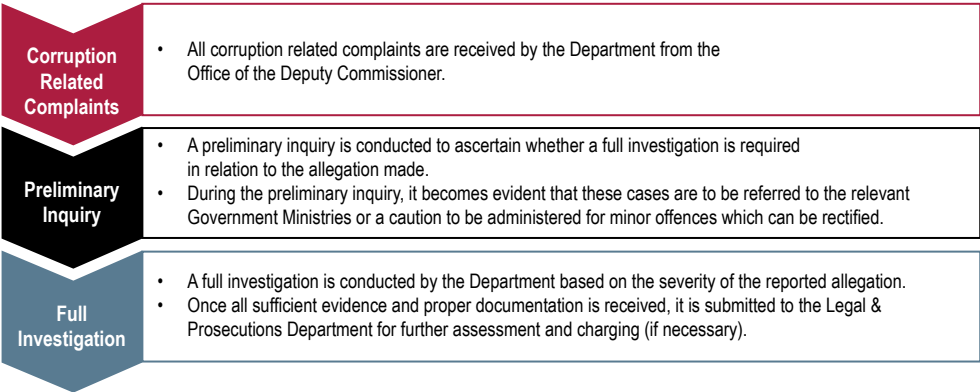 Corruption
Related
Complaints
• All corruption related complaints are received by the Department from the
Office of the Deputy Commissioner.
Preliminary
Inquiry
• A preliminary inquiry is conducted to ascertain whether a full investigation is required
in relation to the allegation made.
• During the preliminary inquiry, it becomes evident that these cases are to be referred to the relevant
Government Ministries or a caution to be administered for minor offences which can be rectified.
Full
Investigation
• A full investigation is conducted by the Department based on the severity of the reported allegation.
• Once all sufficient evidence and proper documentation is received, it is submitted to the Legal &
Prosecutions Department for further assessment and charging (if necessary).